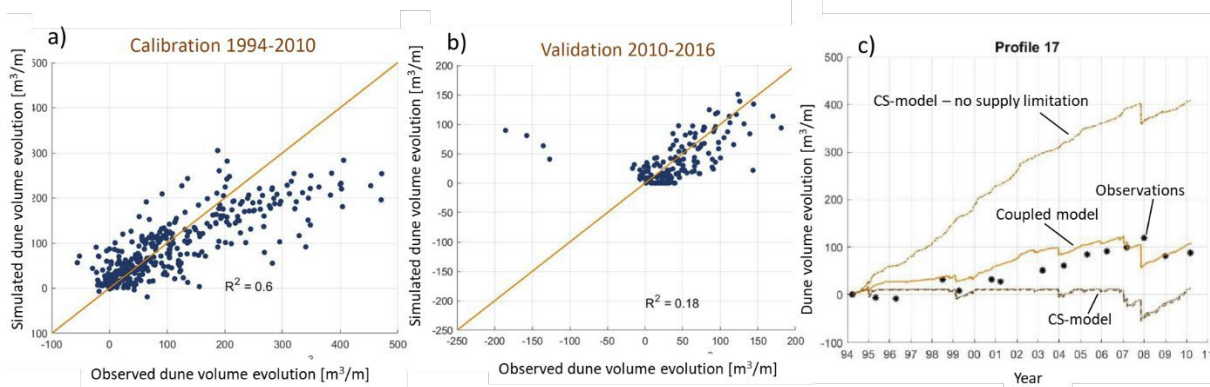 a)
Calibration 1994-2010
Simulated dune volume evolution [m³/m]
500
400
300
200
100
0
100
R² = 0.6
-100 0 100 200 300 400 500
Observed dune volume evolution [m³/m]
b)
Validation 2010-2016
Simulated dune volume evolution [m³/m]
200
150
100
50
0
-50
-100
-150
-200
-250
R² = 0.18
-250 -200 -150 -100 -50 0 50 100 150 200
Observed dune volume evolution [m³/m]
c)
Profile 17
Dune volume evolution [m³/m]
500
400
300
200
100
0
-100
CS-model – no supply limitation
Observations
Coupled model
CS-model
94 95 96 97 98 99 00 01 02 03 04 05 06 07 08 09 10 11
Year